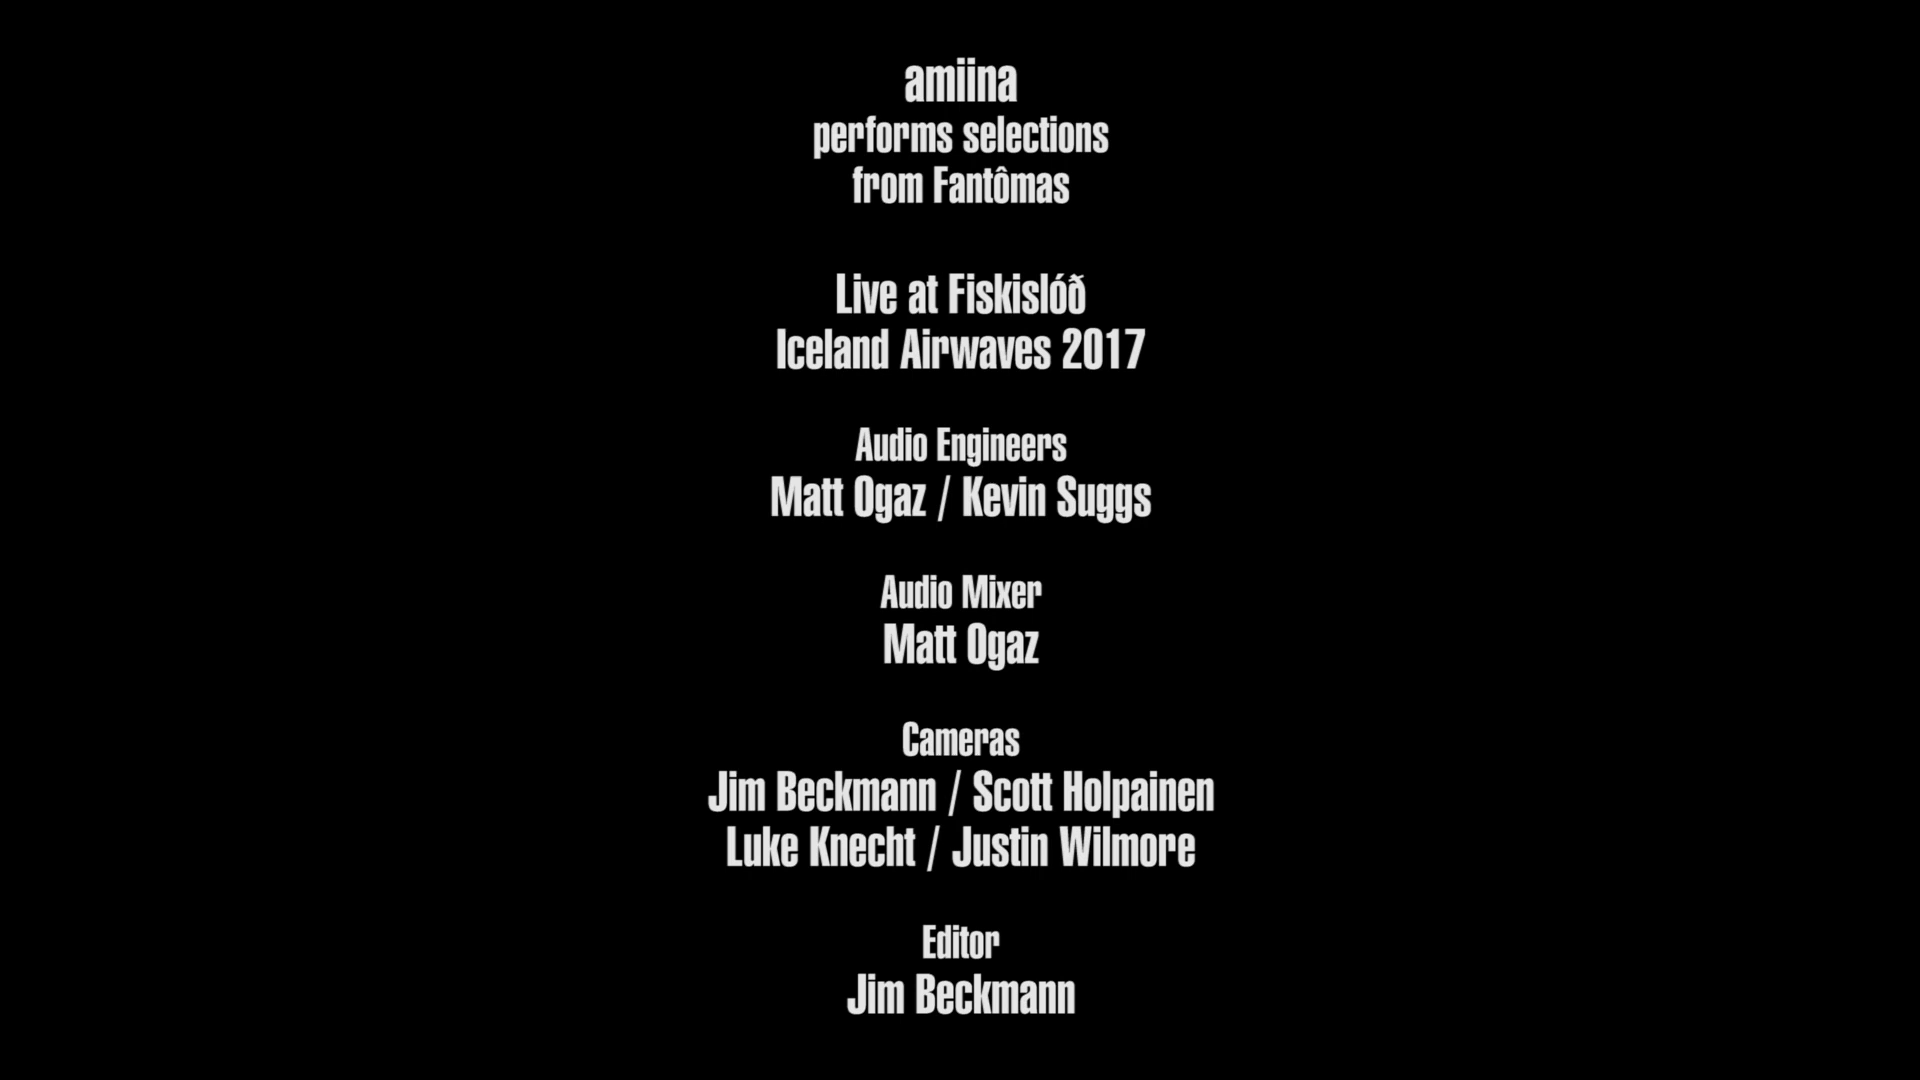 amiina
performs selections
from Fantômas
Live at Fiskislóð
Iceland Airwaves 2017
Audio Engineers
Matt Ogaz / Kevin Suggs
Audio Mixer
Matt Ogaz
Cameras
Jim Beckmann / Scott Holpainen
Luke Knecht / Justin Wilmore
Editor
Jim Beckmann